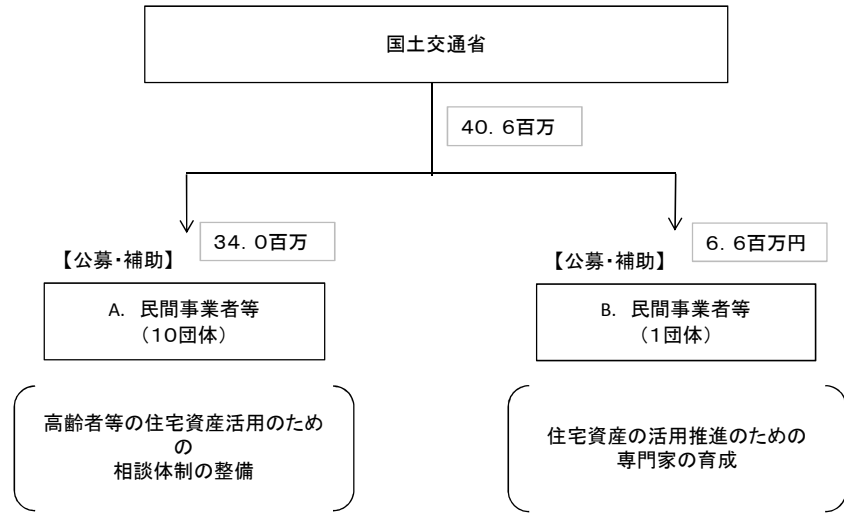 国土交通省
40.6百万
34.0百万
【公募・補助】
A. 民間事業者等
（10団体）
高齢者等の住宅資産活用のため
の
相談体制の整備
6.6百万円
【公募・補助】
B. 民間事業者等
（1団体）
住宅資産の活用推進のための
専門家の育成